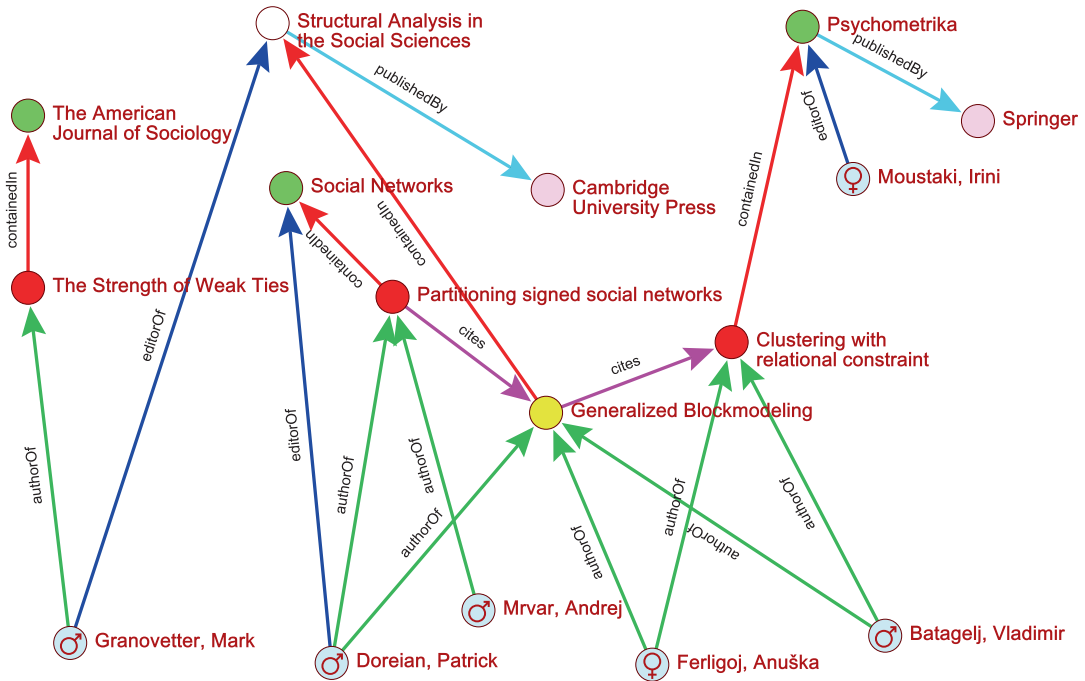 Structural Analysis in
the Social Sciences
Psychometrika
publishedBy
publishedBy
The American
Journal of Sociology
Springer
editorOf
Moustaki, Irini
Social Networks
Cambridge
University Press
containedIn
containedIn
containedIn
containedIn
The Strength of Weak Ties
Partitioning signed social networks
editorOf
cites
Clustering with
relational constraint
cites
Generalized Blockmodeling
editorOf
authorOf
authorOf
authorOf
authorOf
authorOf
authorOf
authorOf
authorOf
Mrvar, Andrej
Granovetter, Mark
Doreian, Patrick
Ferligoj, Anuška
Batagelj, Vladimir